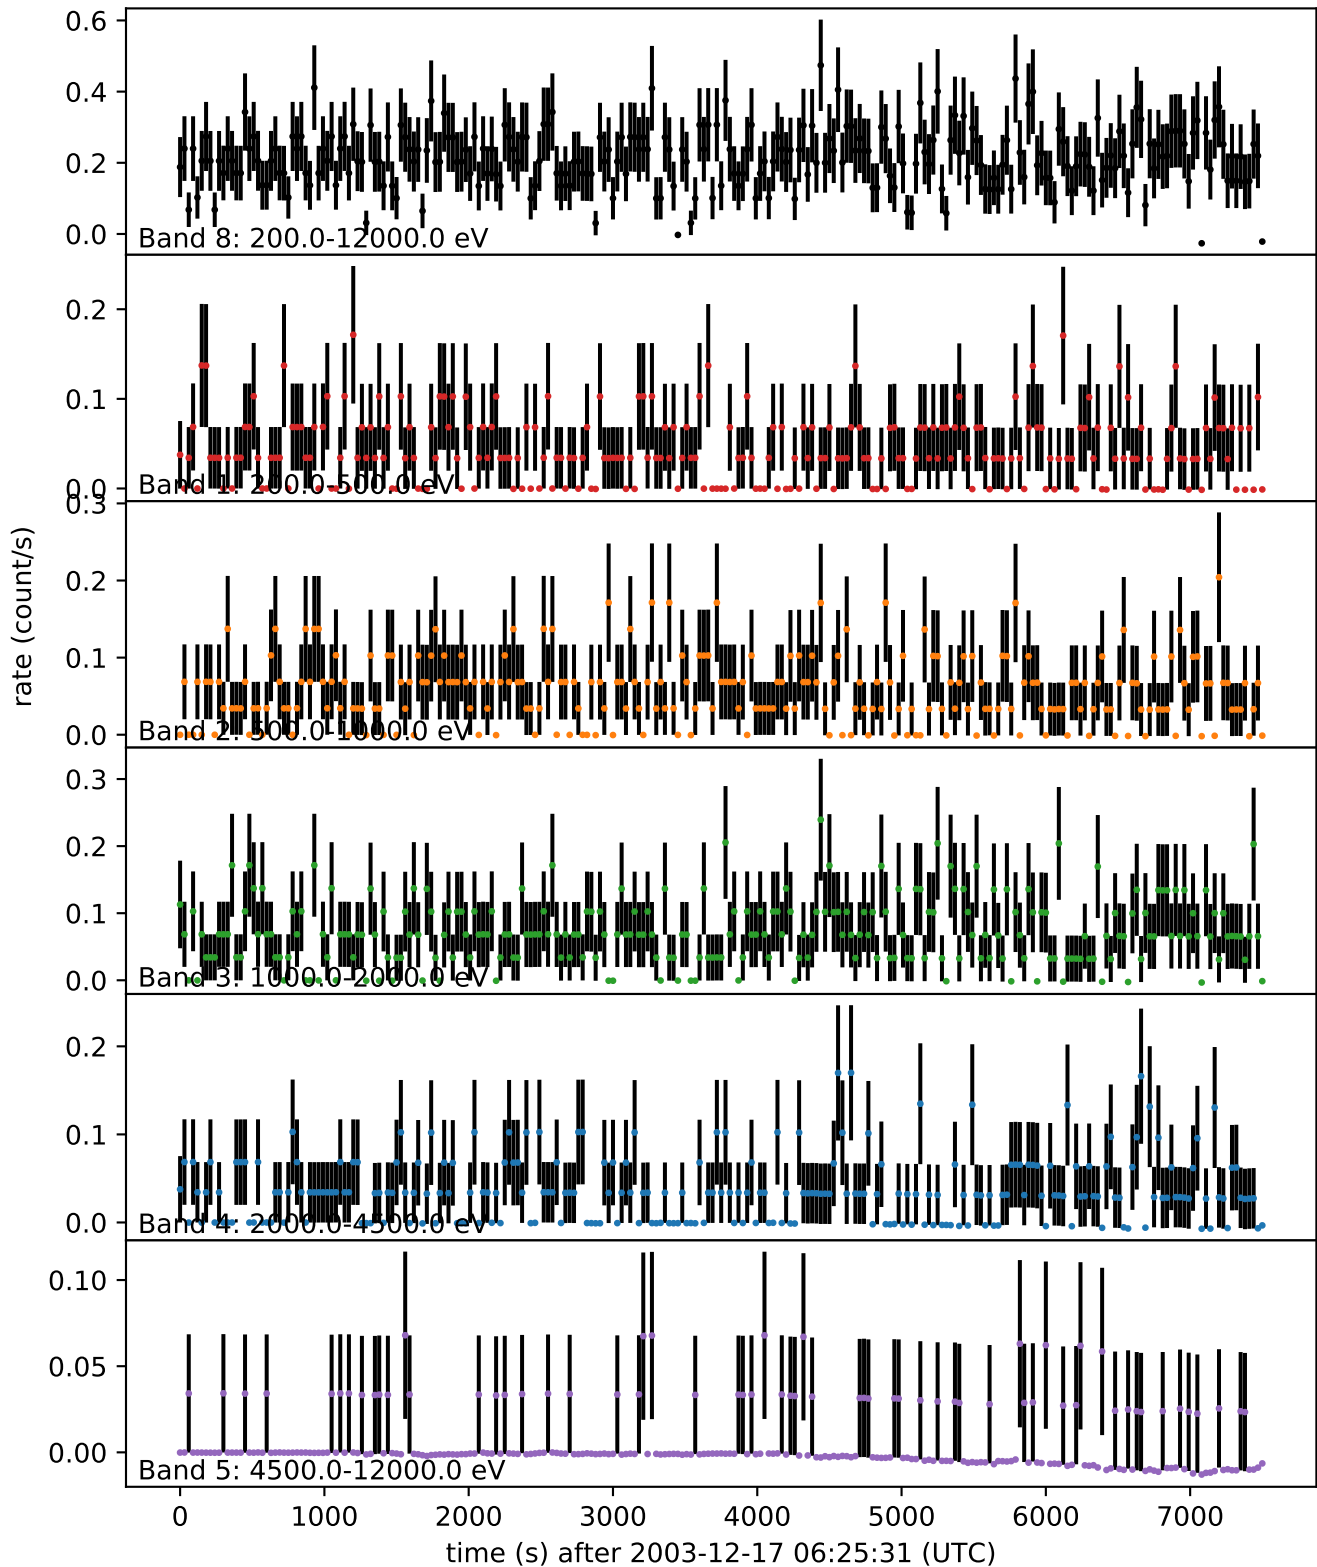 0.6
0.4
0.2
0.0
Band 8: 200.0-12000.0 eV
0.2
0.1
0.0
Band 1: 200.0-500.0 eV
0.3
0.2
0.1
0.0
Band 2: 500.0-1000.0 eV
rate (count/s)
0.3
0.2
0.1
0.0
Band 3: 1000.0-2000.0 eV
0.2
0.1
0.0
Band 4: 2000.0-4500.0 eV
0.10
0.05
0.00
Band 5: 4500.0-12000.0 eV
0 1000 2000 3000 4000 5000 6000 7000
time (s) after 2003-12-17 06:25:31 (UTC)